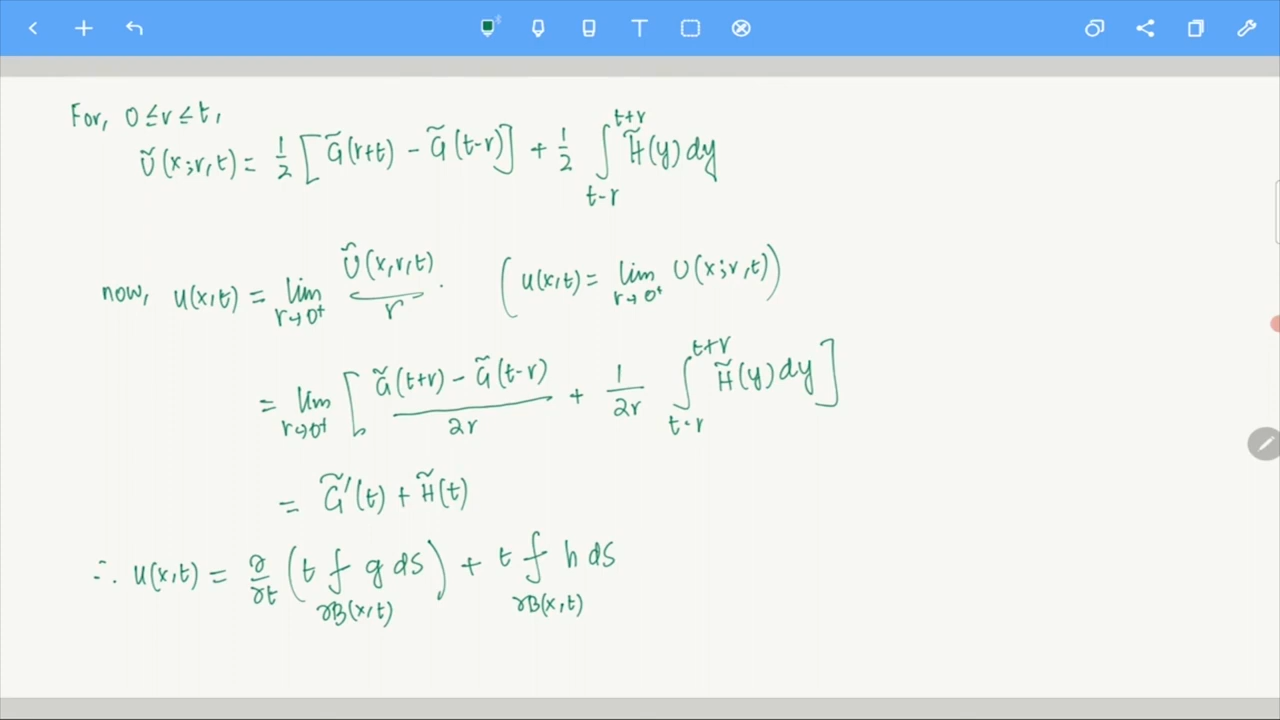 For, 0 ≤ r ≤ t,
Ũ(x;r,t) = 1/2 [G̃(r+t) − G̃(t−r)] + 1/2 ∫_{t−r}^{t+r} H̃(y) dy
now, u(x,t) = lim_{r→0⁺} Ũ(x,r,t)/r . (u(x,t) = lim_{r→0⁺} U(x;r,t))
= lim_{r→0⁺} [ (G̃(t+r) − G̃(t−r))/2r + 1/2r ∫_{t−r}^{t+r} H̃(y) dy ]
= G̃'(t) + H̃(t)
∴ u(x,t) = ∂/∂t (t ⨍_{∂B(x,t)} g dS) + t ⨍_{∂B(x,t)} h dS